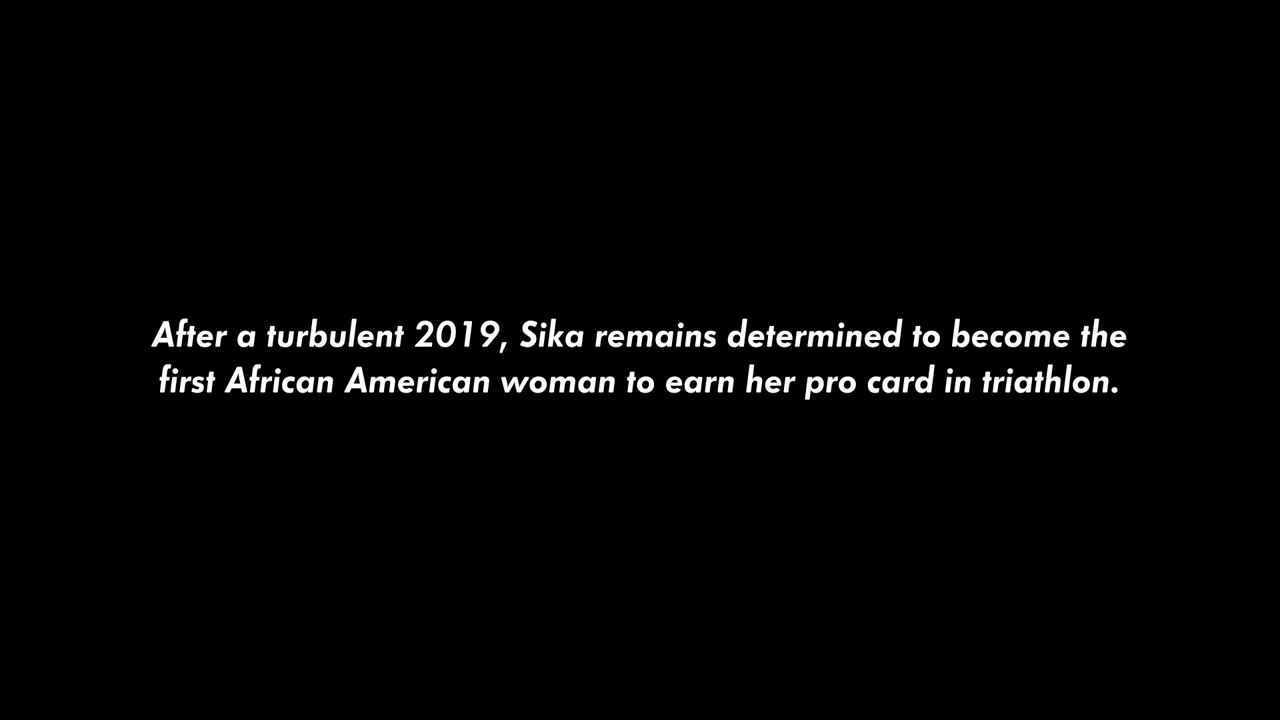 After a turbulent 2019, Sika remains determined to become the
first African American woman to earn her pro card in triathlon.